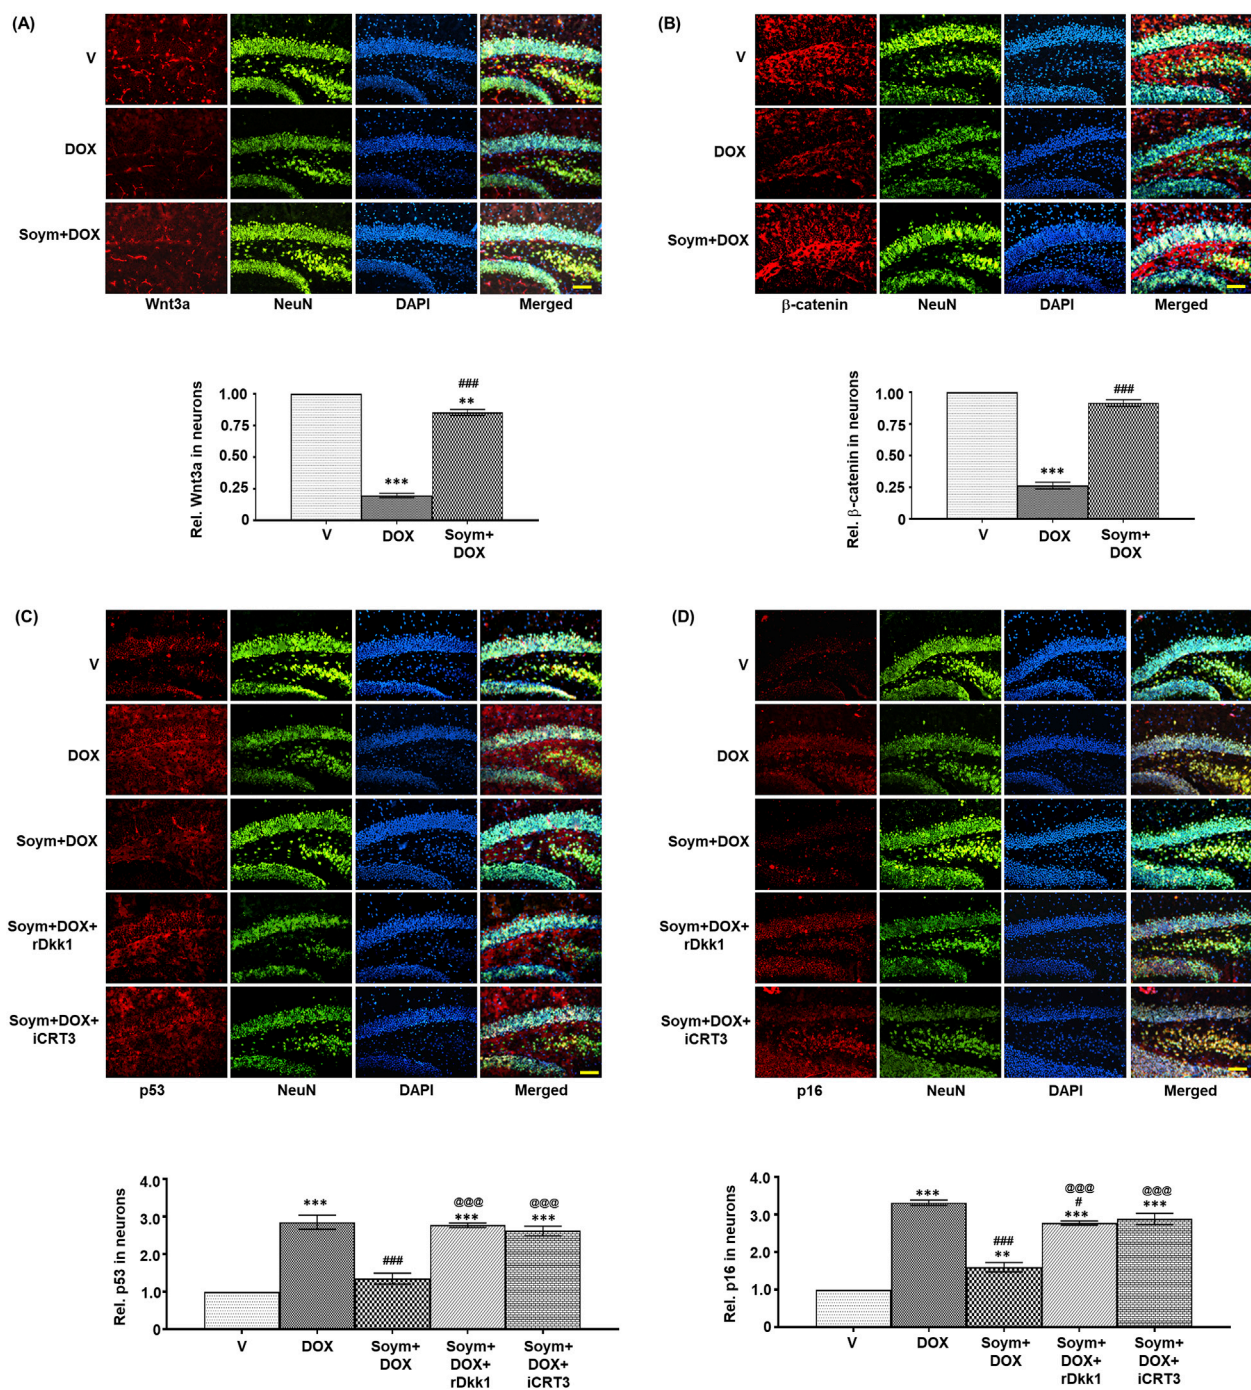 (A)
V
DOX
Soym+DOX
Wnt3a NeuN DAPI Merged
(B)
V
DOX
Soym+DOX
β-catenin NeuN DAPI Merged
Rel. Wnt3a in neurons
1.00
0.75
0.50
0.25
0
***
###
**
V DOX Soym+
DOX
Rel. β-catenin in neurons
1.00
0.75
0.50
0.25
0
***
###
V DOX Soym+
DOX
(C)
V
DOX
Soym+DOX
Soym+DOX+
rDkk1
Soym+DOX+
iCRT3
p53 NeuN DAPI Merged
(D)
V
DOX
Soym+DOX
Soym+DOX+
rDkk1
Soym+DOX+
iCRT3
p16 NeuN DAPI Merged
Rel. p53 in neurons
4.0
3.0
2.0
1.0
0
***
###
@@@
***
@@@
***
V DOX Soym+ Soym+ Soym+
DOX DOX+ DOX+
rDkk1 iCRT3
Rel. p16 in neurons
4.0
3.0
2.0
1.0
0
***
###
**
@@@
#
***
@@@
***
V DOX Soym+ Soym+ Soym+
DOX DOX+ DOX+
rDkk1 iCRT3